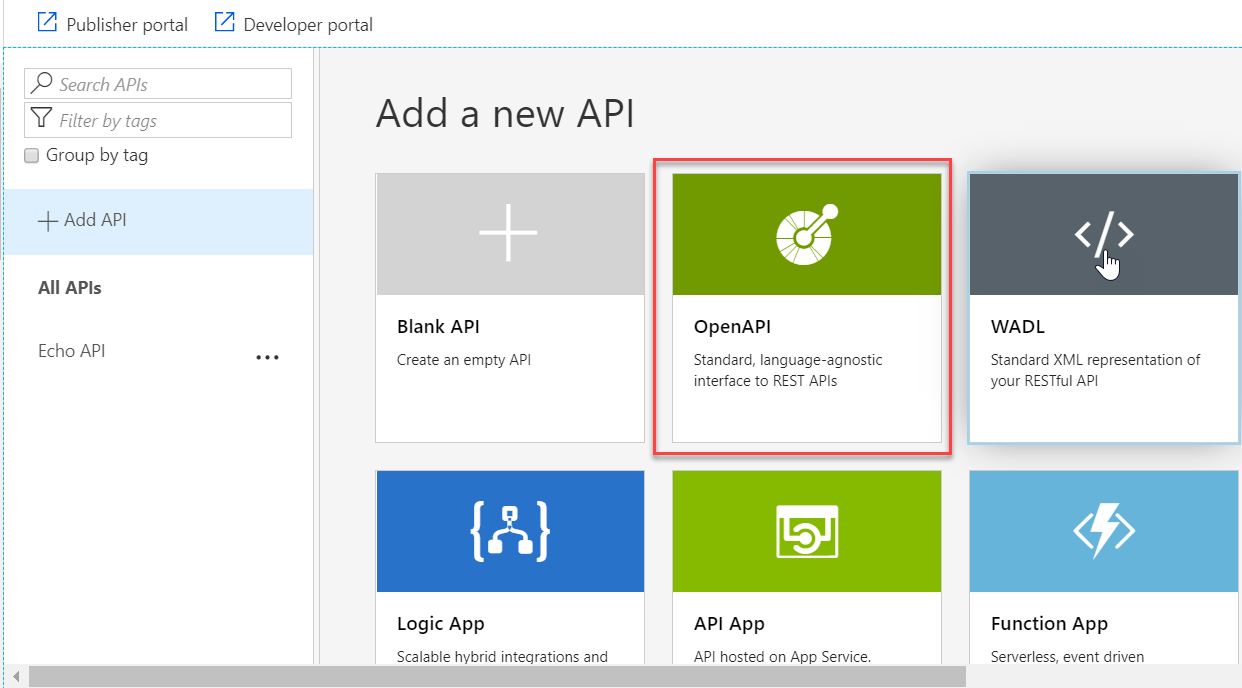 Publisher portal
Developer portal
Search APIs
Filter by tags
Group by tag
Add API
All APIs
Echo API
Add a new API
Blank API
Create an empty API
OpenAPI
Standard, language-agnostic
interface to REST APIs
WADL
Standard XML representation of
your RESTful API
Logic App
Scalable hybrid integrations and
API App
API hosted on App Service.
Function App
Serverless, event driven